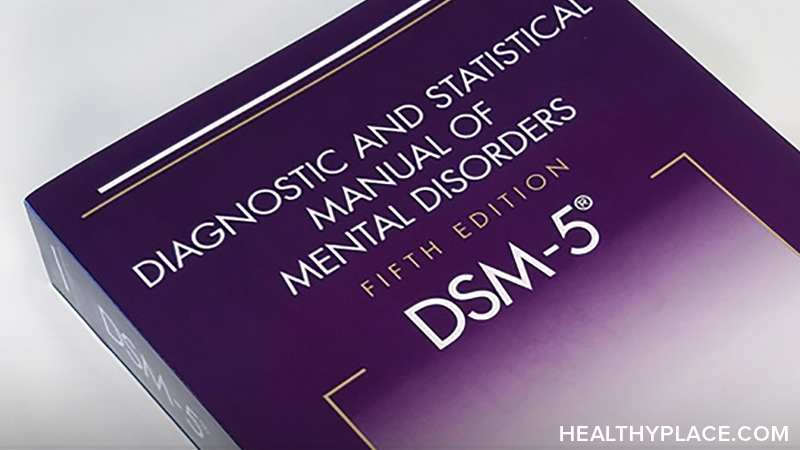 DIAGNOSTIC AND STATISTICAL
MANUAL OF
MENTAL DISORDERS
FIFTH EDITION
DSM-5®
DSM-5®
HEALTHYPLACE.COM